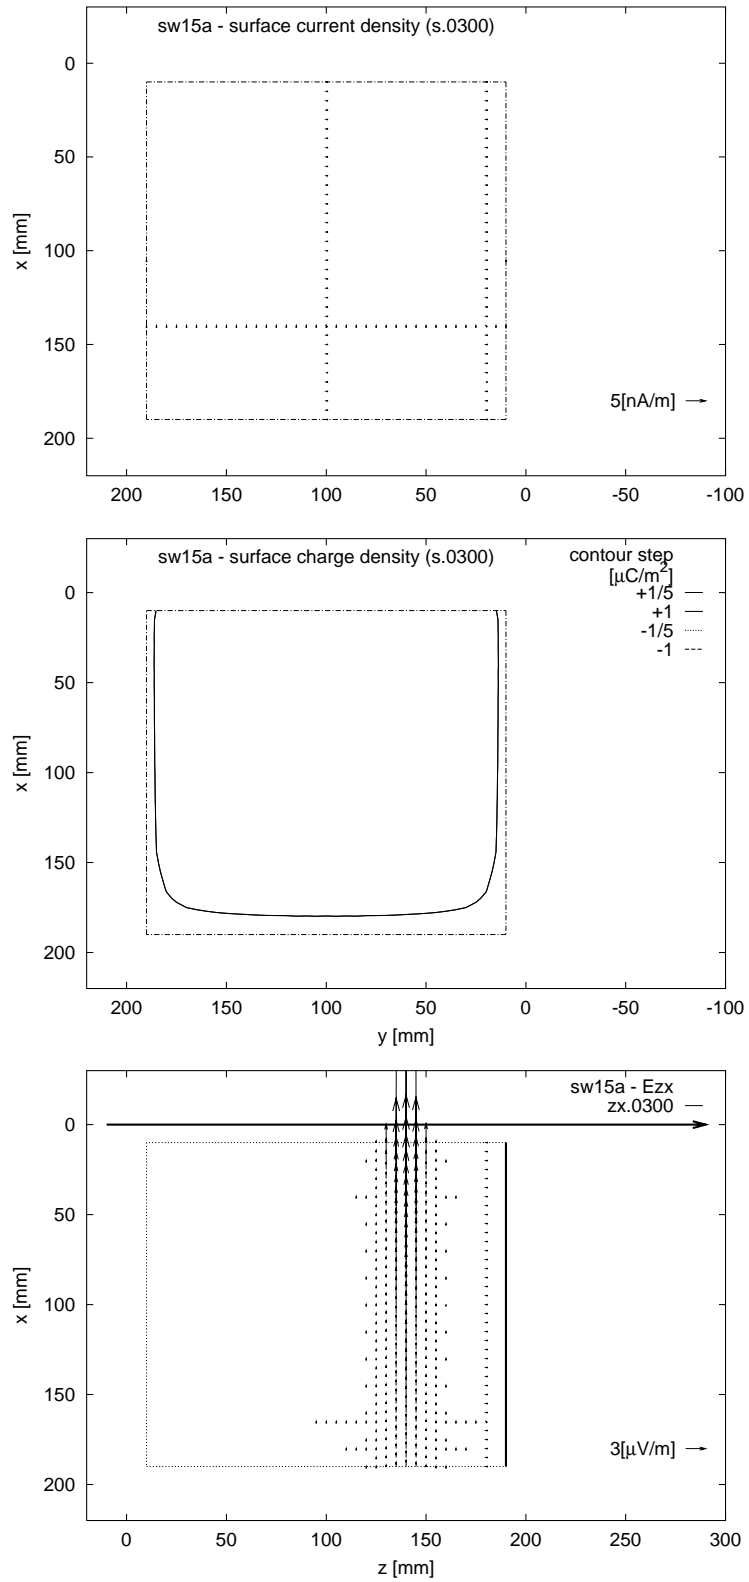 sw15a - surface current density (s.0300)
0
50
100
150
200
x [mm]
5[nA/m]
200 150 100 50 0 -50 -100
sw15a - surface charge density (s.0300)
contour step
[μC/m²]
+1/5
+1
-1/5
-1
0
50
100
150
200
x [mm]
200 150 100 50 0 -50 -100
y [mm]
sw15a - Ezx
zx.0300
0
50
100
150
200
x [mm]
3[μV/m]
0 50 100 150 200 250 300
z [mm]